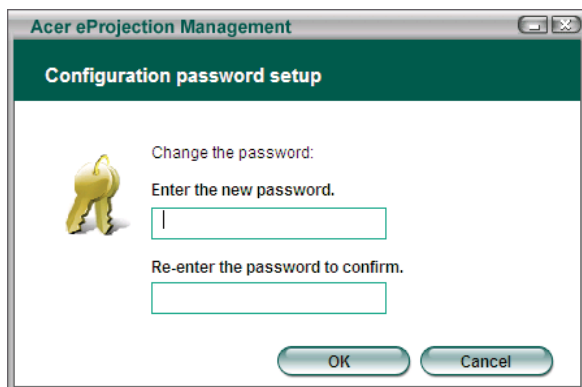 Acer eProjection Management
Configuration password setup
Change the password:
Enter the new password.
Re-enter the password to confirm.
OK
Cancel